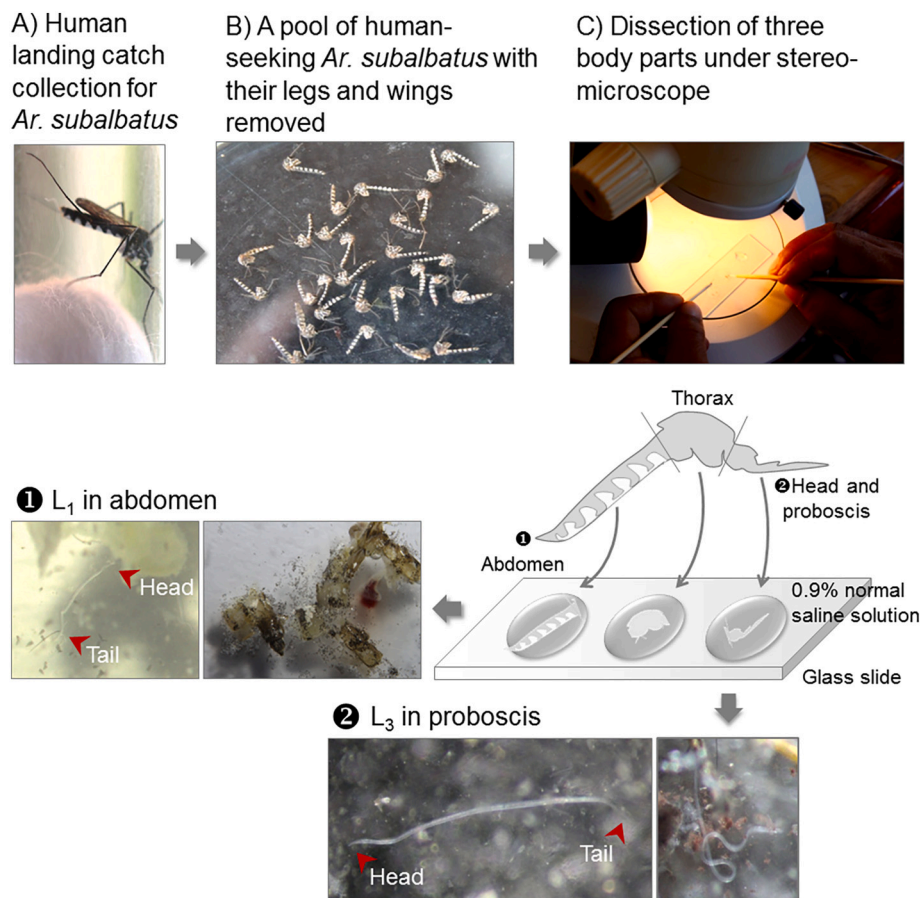 A) Human
landing catch
collection for
Ar. subalbatus
B) A pool of human-
seeking Ar. subalbatus with
their legs and wings
removed
C) Dissection of three
body parts under stereo-
microscope
Thorax
❷Head and
proboscis
❶
Abdomen
0.9% normal
saline solution
Glass slide
❶ L₁ in abdomen
Head
Tail
❷ L₃ in proboscis
Head
Tail